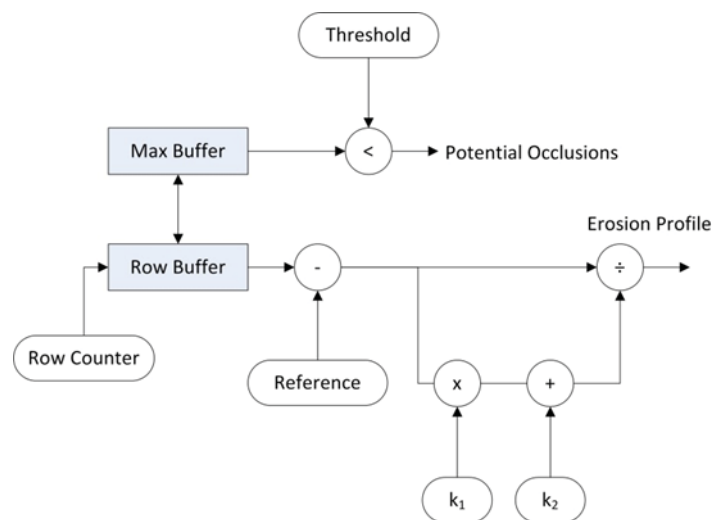 Threshold
Max Buffer
<
Potential Occlusions
Erosion Profile
Row Buffer
-
÷
Row Counter
Reference
x
+
k₁
k₂